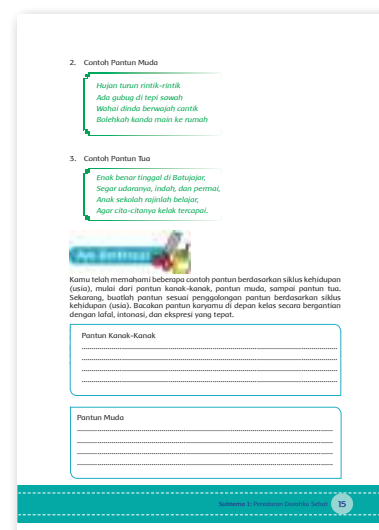 2. Contoh Pantun Muda
Hujan turun rintik-rintik
Ada gubug di tepi sawah
Wahai dinda berwajah cantik
Bolehkah kanda main ke rumah
3. Contoh Pantun Tua
Enak benar tinggal di Batujajar,
Segar udaranya, indah, dan permai,
Anak sekolah rajinlah belajar,
Agar cita-citanya kelak tercapai.
Ayo Berkreasi
Kamu telah memahami beberapa contoh pantun berdasarkan siklus kehidupan
(usia), mulai dari pantun kanak-kanak, pantun muda, sampai pantun tua.
Sekarang, buatlah pantun sesuai penggolongan pantun berdasarkan siklus
kehidupan (usia). Bacakan pantun karyamu di depan kelas secara bergantian
dengan lafal, intonasi, dan ekspresi yang tepat.
Pantun Kanak-Kanak
Pantun Muda
Subtema 1: Peredaran Darahku Sehat 15